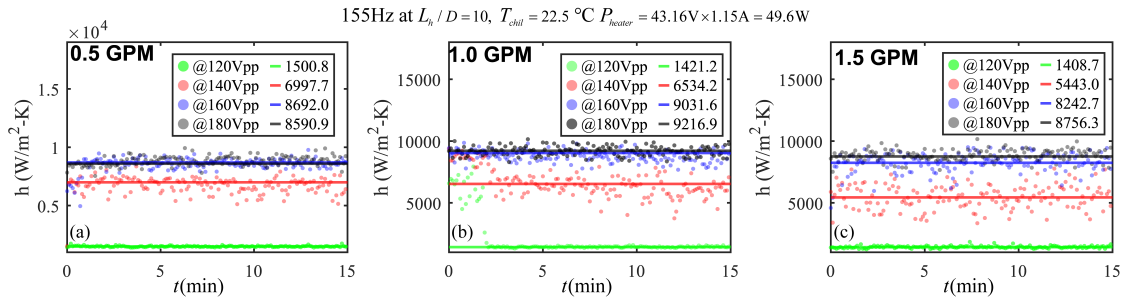 155Hz at L_h / D = 10, T_chil = 22.5 °C P_heater = 43.16V×1.15A = 49.6W
×10^4
0.5 GPM
@120Vpp 1500.8
@140Vpp 6997.7
@160Vpp 8692.0
@180Vpp 8590.9
h (W/m^2-K)
1.5
1
0.5
(a)
0 5 10 15
t(min)
1.0 GPM
@120Vpp 1421.2
@140Vpp 6534.2
@160Vpp 9031.6
@180Vpp 9216.9
h (W/m^2-K)
15000
10000
5000
(b)
0 5 10 15
t(min)
1.5 GPM
@120Vpp 1408.7
@140Vpp 5443.0
@160Vpp 8242.7
@180Vpp 8756.3
h (W/m^2-K)
15000
10000
5000
(c)
0 5 10 15
t(min)